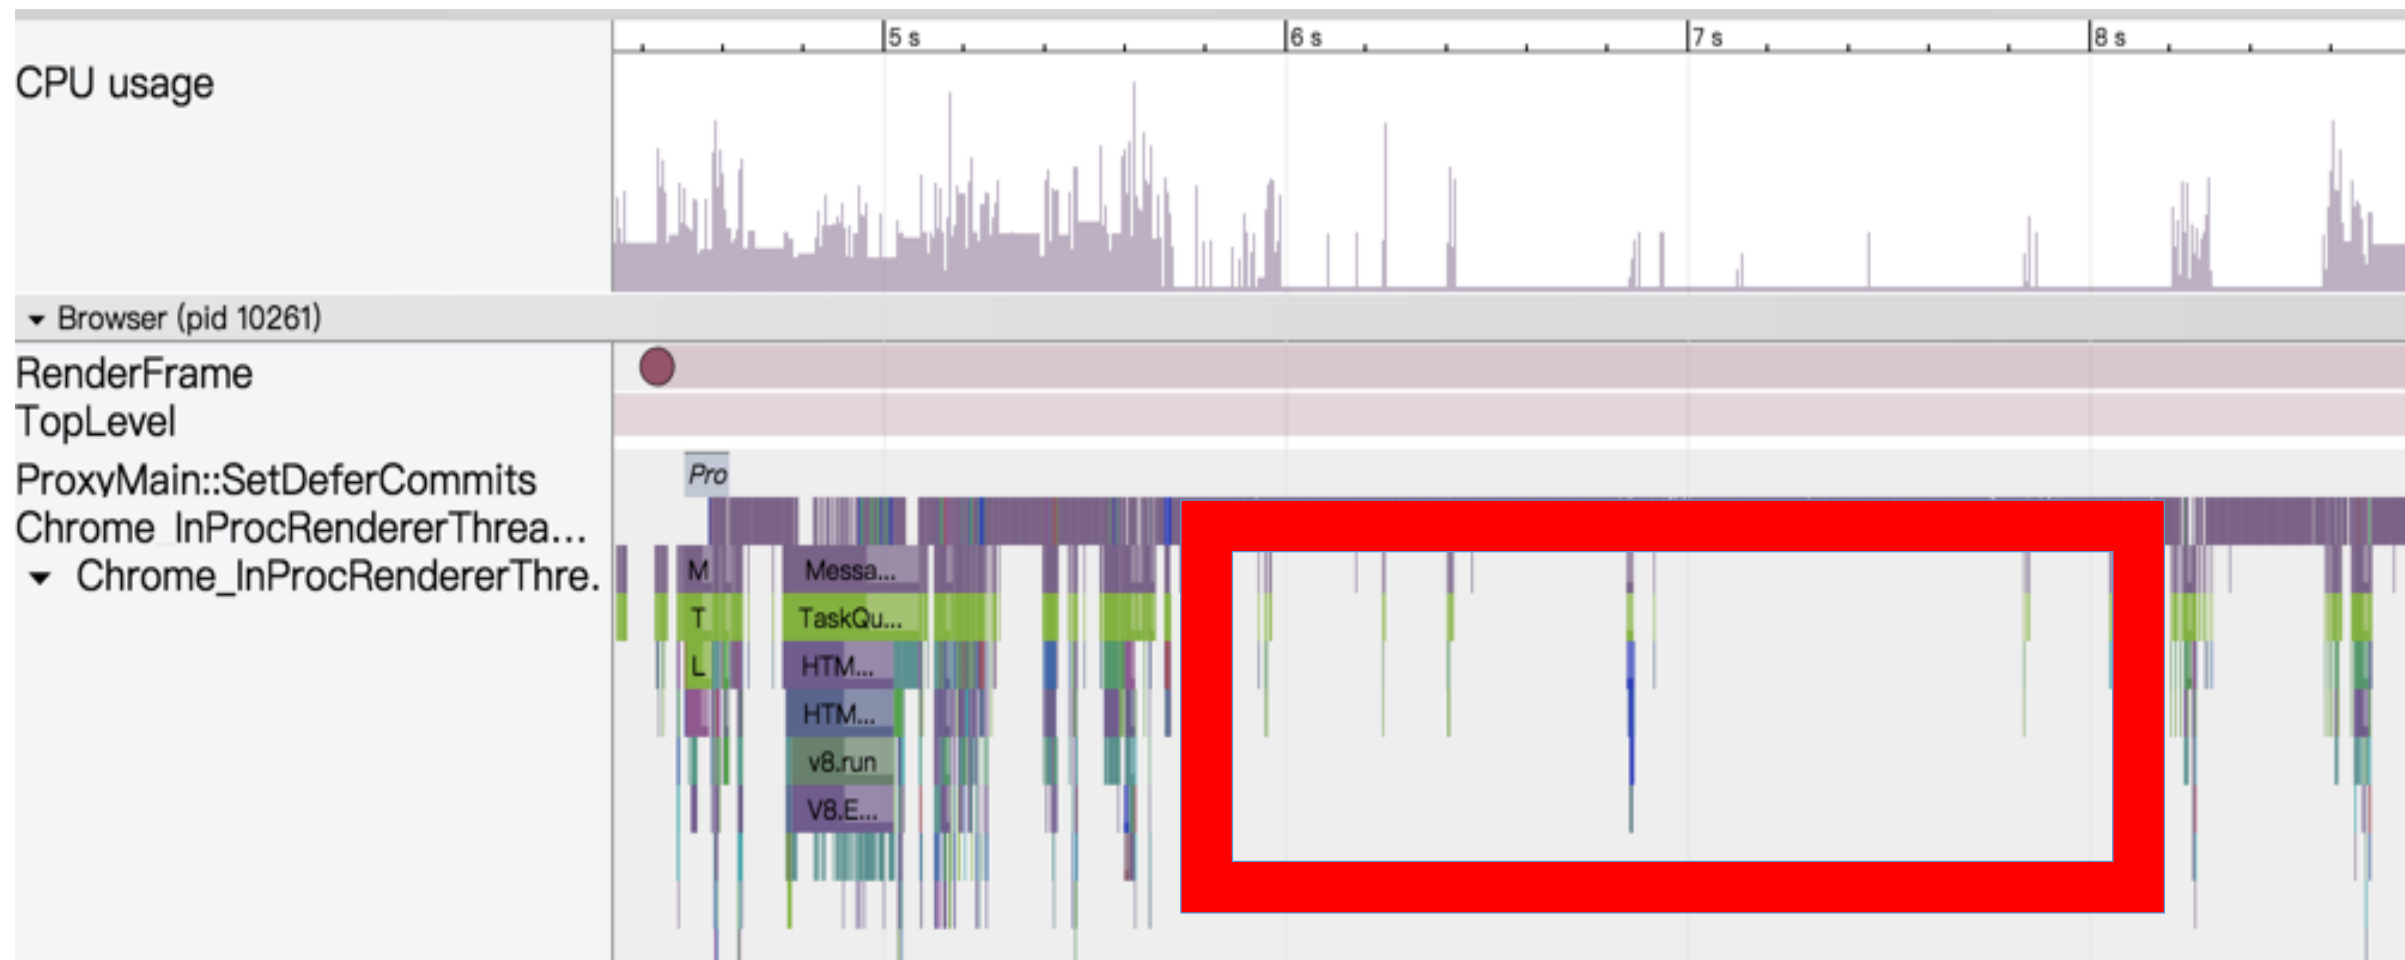 5 s 6 s 7 s 8 s
CPU usage
Browser (pid 10261)
RenderFrame
TopLevel
ProxyMain::SetDeferCommits Pro
Chrome_InProcRendererThrea...
Chrome_InProcRendererThre. M Messa...
T TaskQu...
L HTM...
HTM...
v8.run
V8.E...